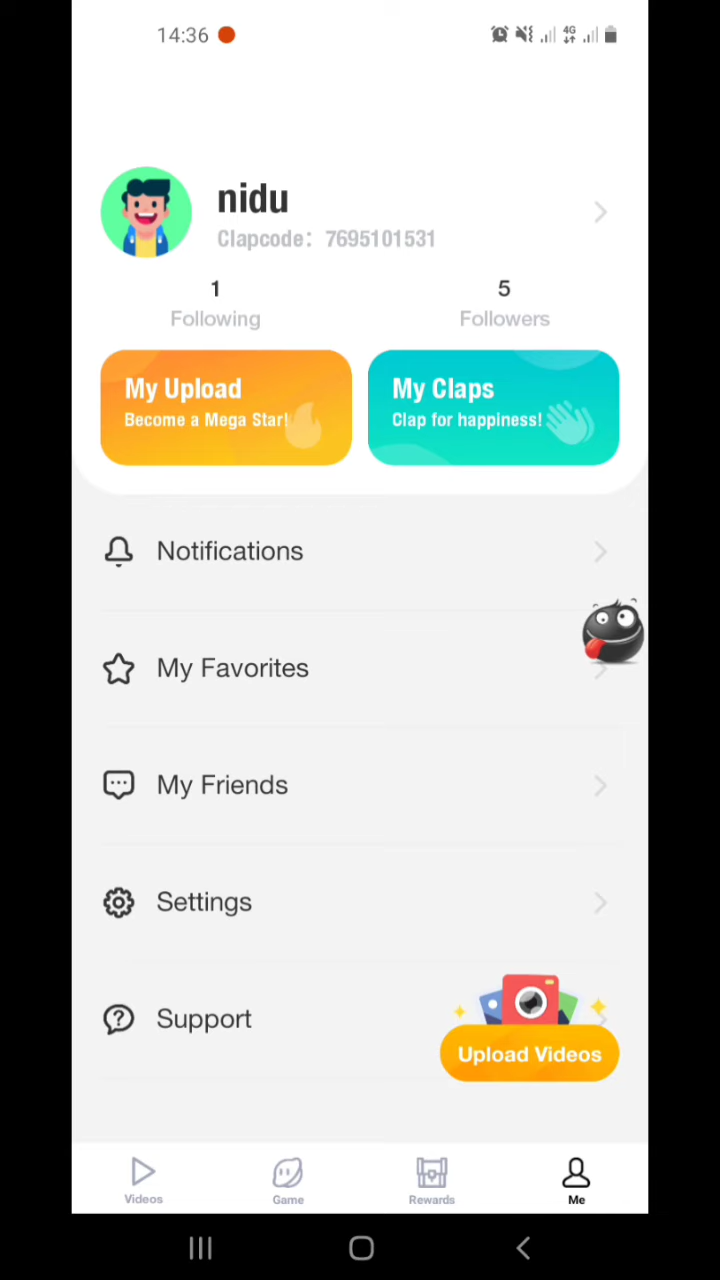 14:36
4G
nidu
Clapcode: 7695101531
1
Following
5
Followers
My Upload
Become a Mega Star!
My Claps
Clap for happiness!
Notifications
My Favorites
My Friends
Settings
Support
Upload Videos
Videos
Game
Rewards
Me